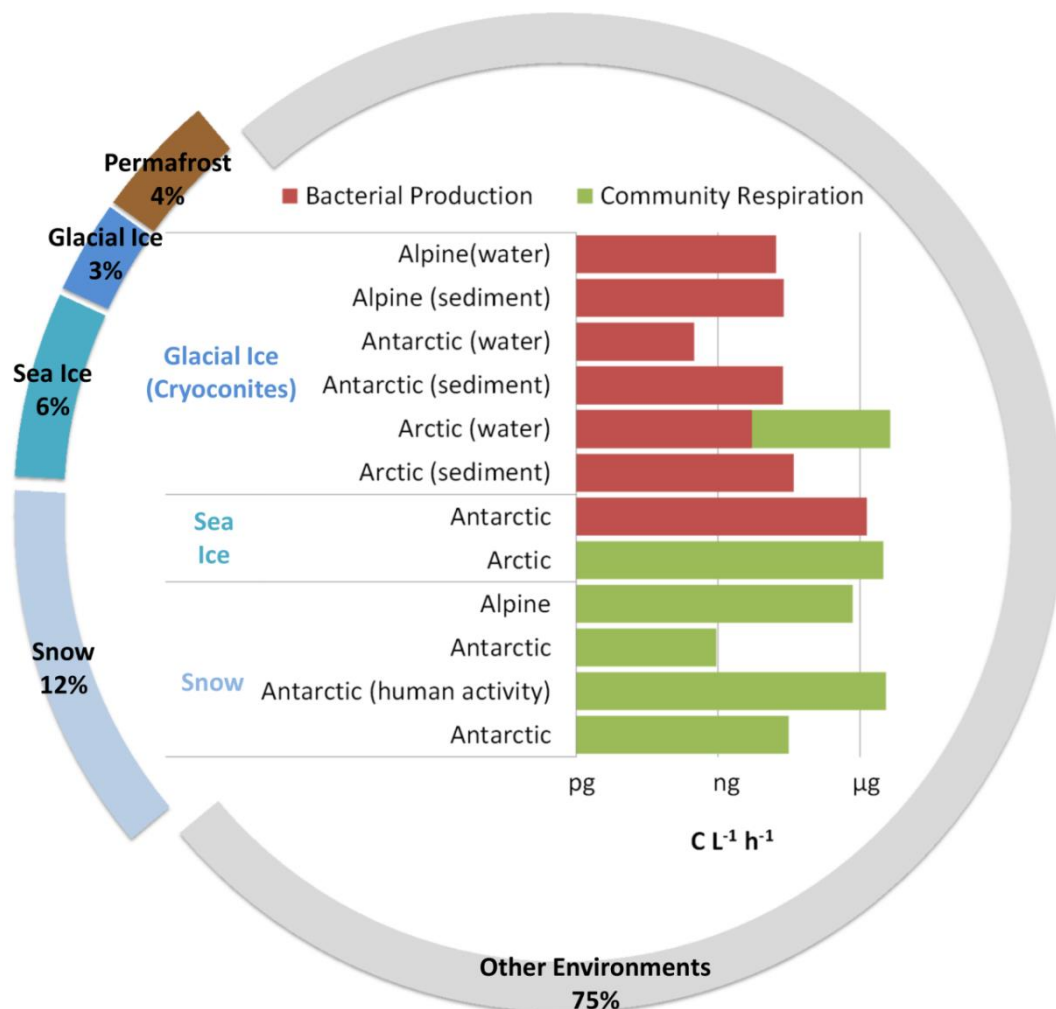 Permafrost
4%
Glacial Ice
3%
Sea Ice
6%
Snow
12%
Other Environments
75%
Bacterial Production
Community Respiration
Glacial Ice
(Cryoconites)
Alpine(water)
Alpine (sediment)
Antarctic (water)
Antarctic (sediment)
Arctic (water)
Arctic (sediment)
Sea
Ice
Antarctic
Arctic
Snow
Alpine
Antarctic
Antarctic (human activity)
Antarctic
pg ng µg
C L⁻¹ h⁻¹